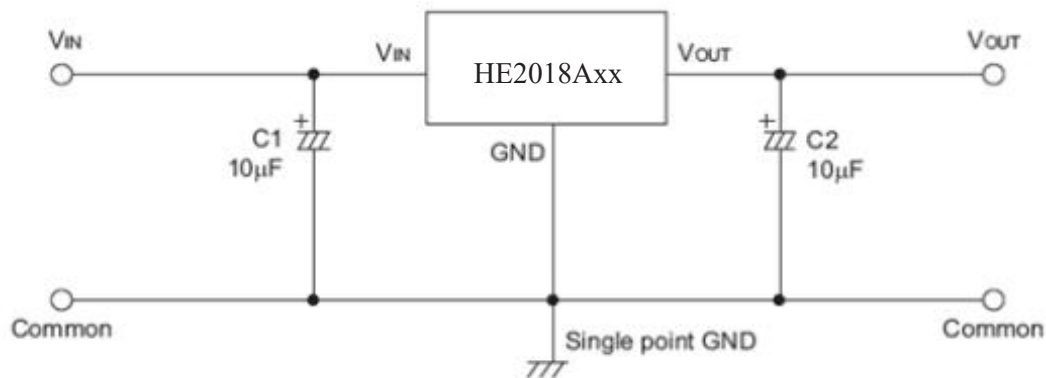 VIN
VIN
HE2018Axx
VOUT
VOUT
+
C1
10μF
GND
+
C2
10μF
Common
Single point GND
Common